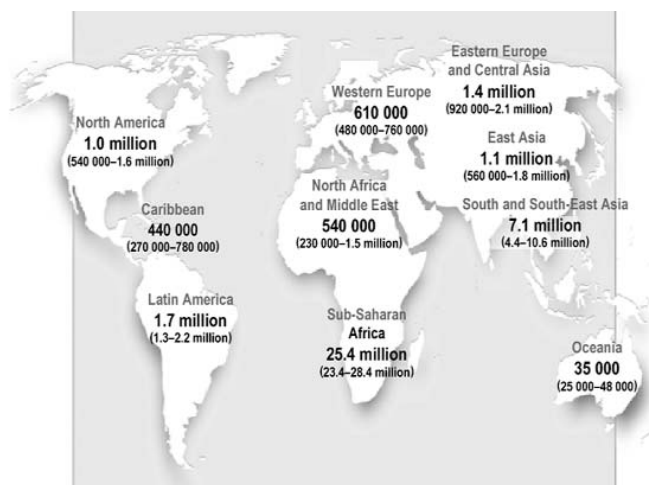 Eastern Europe
and Central Asia
1.4 million
(920 000–2.1 million)
Western Europe
610 000
(480 000–760 000)
North America
1.0 million
(540 000–1.6 million)
East Asia
1.1 million
(560 000–1.8 million)
North Africa
and Middle East
540 000
(230 000–1.5 million)
Caribbean
440 000
(270 000–780 000)
South and South-East Asia
7.1 million
(4.4–10.6 million)
Latin America
1.7 million
(1.3–2.2 million)
Sub-Saharan
Africa
25.4 million
(23.4–28.4 million)
Oceania
35 000
(25 000–48 000)